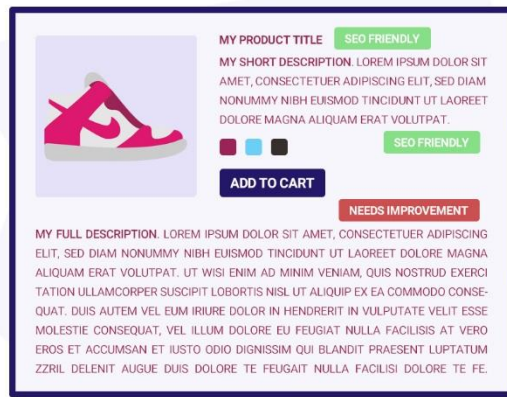 MY PRODUCT TITLE SEO FRIENDLY
MY SHORT DESCRIPTION. LOREM IPSUM DOLOR SIT
AMET, CONSECTETUER ADIPISCING ELIT, SED DIAM
NONUMMY NIBH EUISMOD TINCIDUNT UT LAOREET
DOLORE MAGNA ALIQUAM ERAT VOLUTPAT.
SEO FRIENDLY
ADD TO CART
NEEDS IMPROVEMENT
MY FULL DESCRIPTION. LOREM IPSUM DOLOR SIT AMET, CONSECTETUER ADIPISCING
ELIT, SED DIAM NONUMMY NIBH EUISMOD TINCIDUNT UT LAOREET DOLORE MAGNA
ALIQUAM ERAT VOLUTPAT. UT WISI ENIM AD MINIM VENIAM, QUIS NOSTRUD EXERCI
TATION ULLAMCORPER SUSCIPIT LOBORTIS NISL UT ALIQUIP EX EA COMMODO CONSE-
QUAT. DUIS AUTEM VEL EUM IRIURE DOLOR IN HENDRERIT IN VULPUTATE VELIT ESSE
MOLESTIE CONSEQUAT, VEL ILLUM DOLORE EU FEUGIAT NULLA FACILISIS AT VERO
EROS ET ACCUMSAN ET IUSTO ODIO DIGNISSIM QUI BLANDIT PRAESENT LUPTATUM
ZZRIL DELENIT AUGUE DUIS DOLORE TE FEUGAIT NULLA FACILISI DOLORE TE FE.